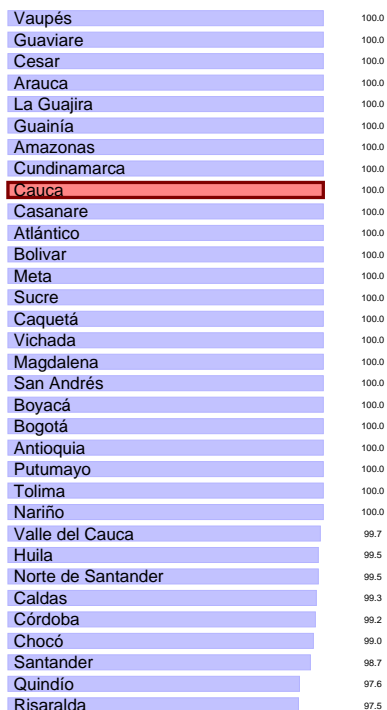 Vaupés 100.0
Guaviare 100.0
Cesar 100.0
Arauca 100.0
La Guajira 100.0
Guainía 100.0
Amazonas 100.0
Cundinamarca 100.0
Cauca 100.0
Casanare 100.0
Atlántico 100.0
Bolivar 100.0
Meta 100.0
Sucre 100.0
Caquetá 100.0
Vichada 100.0
Magdalena 100.0
San Andrés 100.0
Boyacá 100.0
Bogotá 100.0
Antioquia 100.0
Putumayo 100.0
Tolima 100.0
Nariño 100.0
Valle del Cauca 99.7
Huila 99.5
Norte de Santander 99.5
Caldas 99.3
Córdoba 99.2
Chocó 99.0
Santander 98.7
Quindío 97.6
Risaralda 97.5